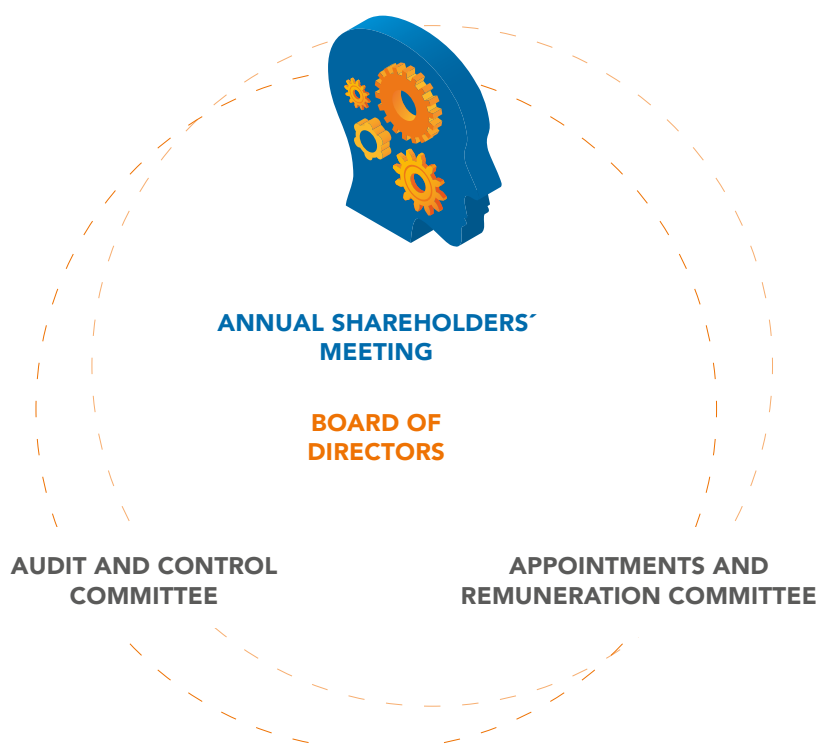 ANNUAL SHAREHOLDERS´
MEETING
BOARD OF
DIRECTORS
AUDIT AND CONTROL
COMMITTEE
APPOINTMENTS AND
REMUNERATION COMMITTEE